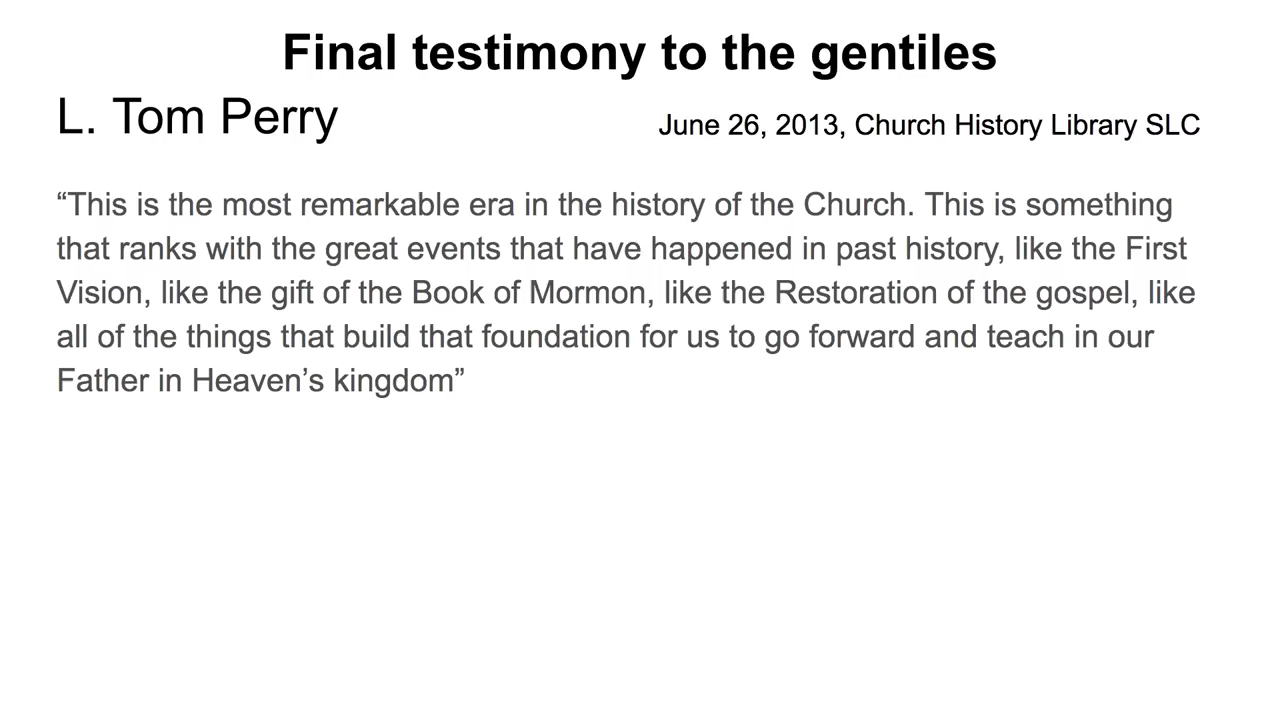 Final testimony to the gentiles
L. Tom Perry
June 26, 2013, Church History Library SLC
“This is the most remarkable era in the history of the Church. This is something
that ranks with the great events that have happened in past history, like the First
Vision, like the gift of the Book of Mormon, like the Restoration of the gospel, like
all of the things that build that foundation for us to go forward and teach in our
Father in Heaven’s kingdom”